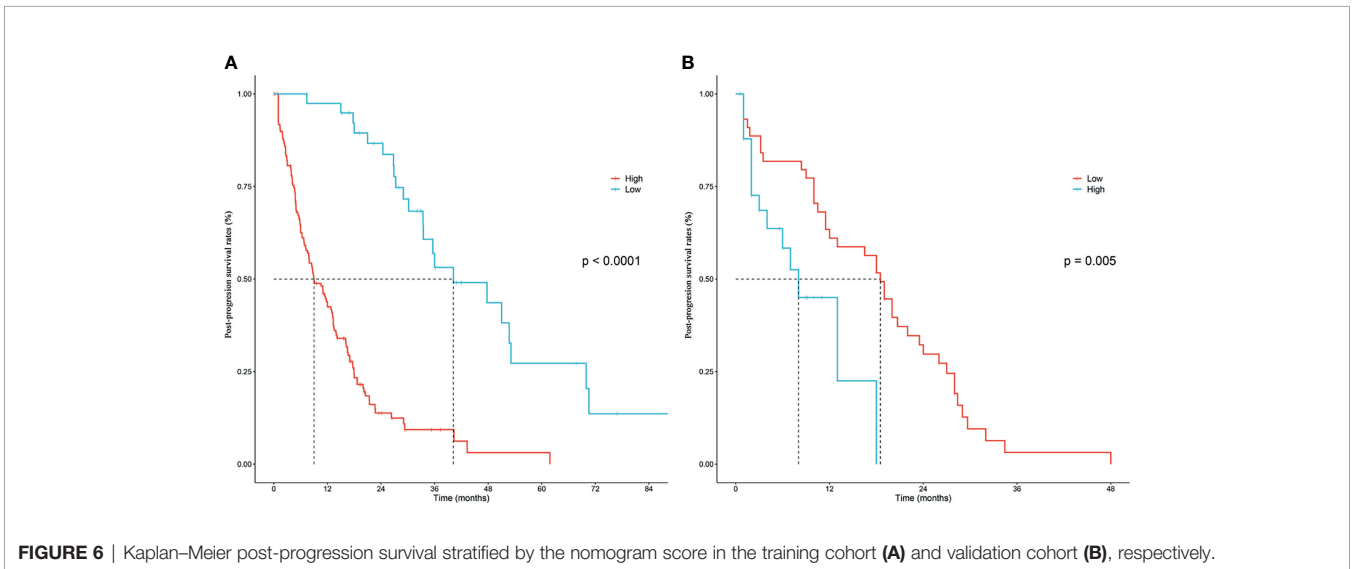 A
1.00
0.75
0.50
0.25
0.00
Post-progression survival rates (%)
High
Low
p < 0.0001
0 12 24 36 48 60 72 84
Time (months)
B
1.00
0.75
0.50
0.25
0.00
Post-progression survival rates (%)
Low
High
p = 0.005
0 12 24 36 48
Time (months)
FIGURE 6 | Kaplan–Meier post-progression survival stratified by the nomogram score in the training cohort (A) and validation cohort (B), respectively.